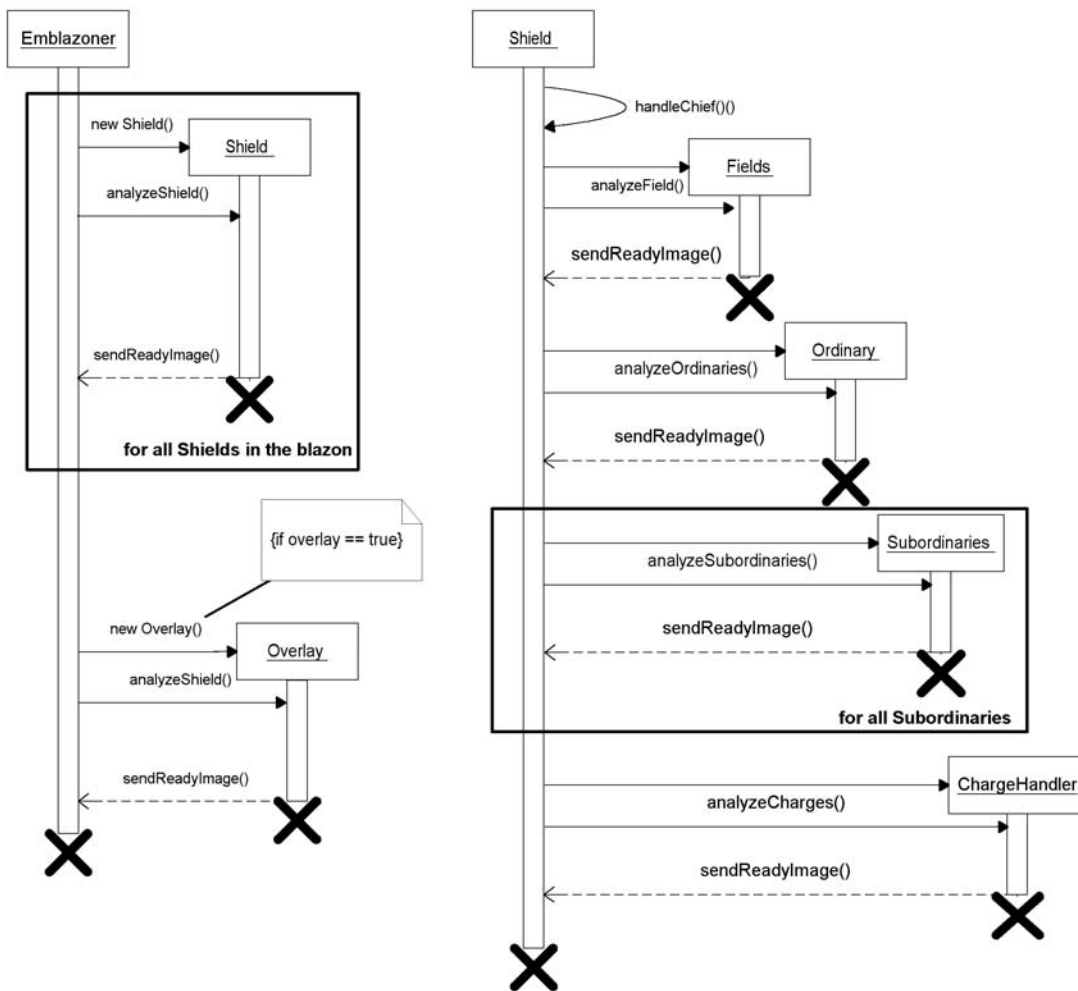 Emblazoner
new Shield()
Shield
analyzeShield()
sendReadyImage()
for all Shields in the blazon
{if overlay == true}
new Overlay()
Overlay
analyzeShield()
sendReadyImage()
Shield
handleChief()()
Fields
analyzeField()
sendReadyImage()
Ordinary
analyzeOrdinaries()
sendReadyImage()
Subordinaries
analyzeSubordinaries()
sendReadyImage()
for all Subordinaries
ChargeHandler
analyzeCharges()
sendReadyImage()